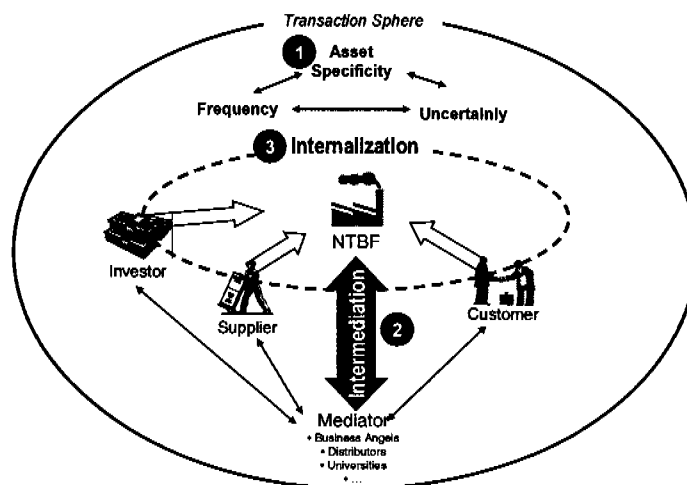 Transaction Sphere
1 Asset
Specificity
Frequency
Uncertainly
3 Internalization
NTBF
Investor
Supplier
Customer
Intermediation
2
Mediator
• Business Angels
• Distributors
• Universities
• ...